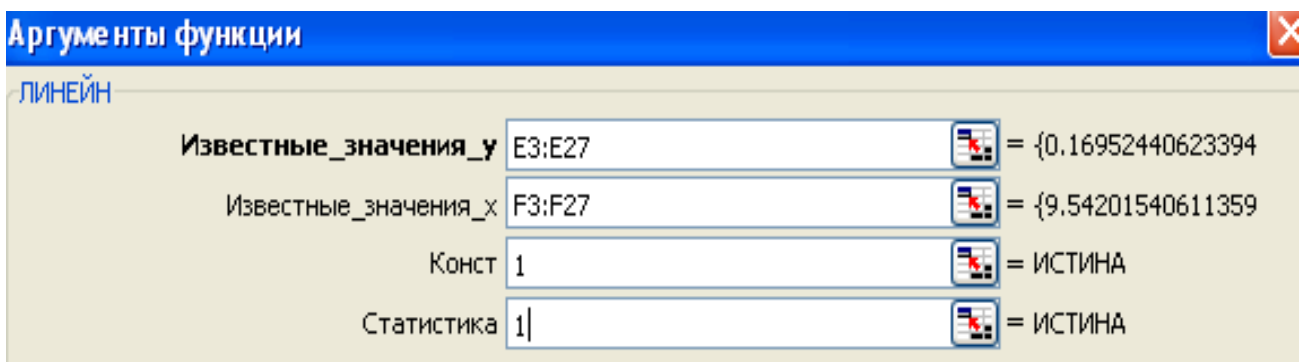 Аргументы функции
ЛИНЕЙН
Известные_значения_y E3:E27 = {0.16952440623394
Известные_значения_x F3:F27 = {9.54201540611359
Конст 1 = ИСТИНА
Статистика 1 = ИСТИНА